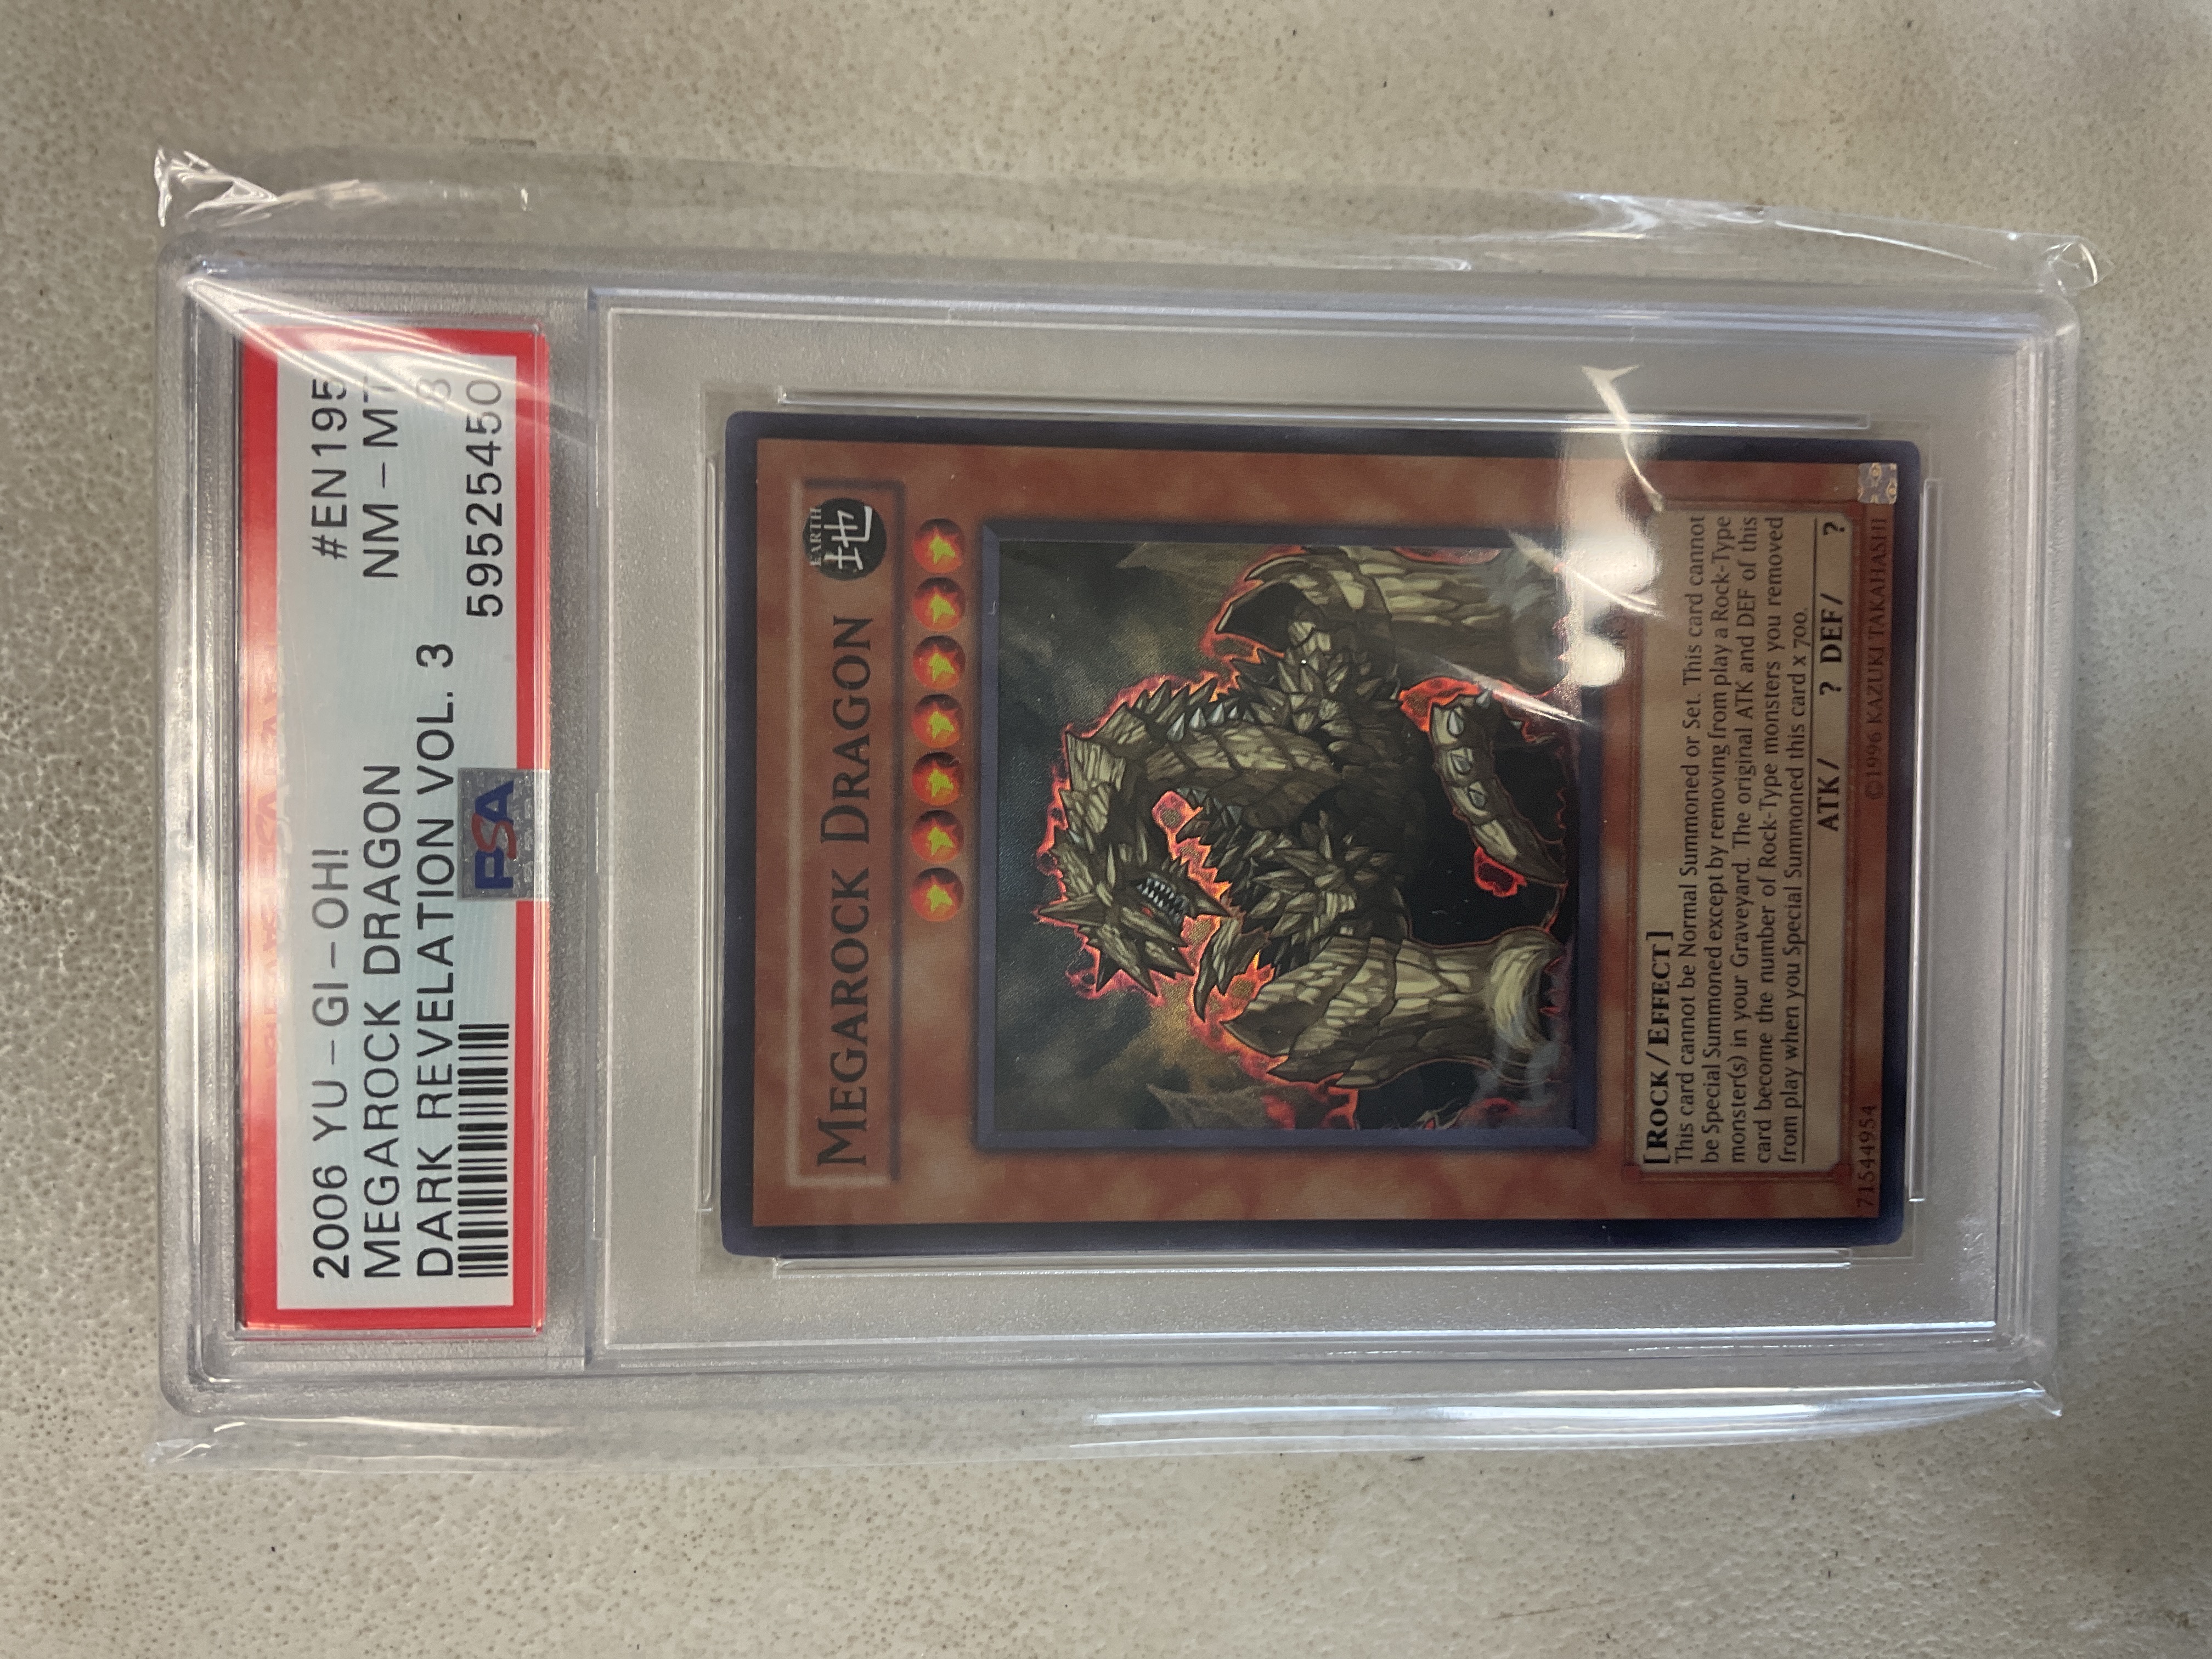 2006 YU-GI-OH! #EN195
MEGAROCK DRAGON NM-MT
DARK REVELATION VOL. 3 8
PSA 59525450
MEGAROCK DRAGON
EARTH
地
[ROCK/EFFECT]
This card cannot be Normal Summoned or Set. This card cannot
be Special Summoned except by removing from play a Rock-Type
monster(s) in your Graveyard. The original ATK and DEF of this
card become the number of Rock-Type monsters you removed
from play when you Special Summoned this card x 700.
ATK/ ? DEF/ ?
71544954 ©1996 KAZUKI TAKAHASHI